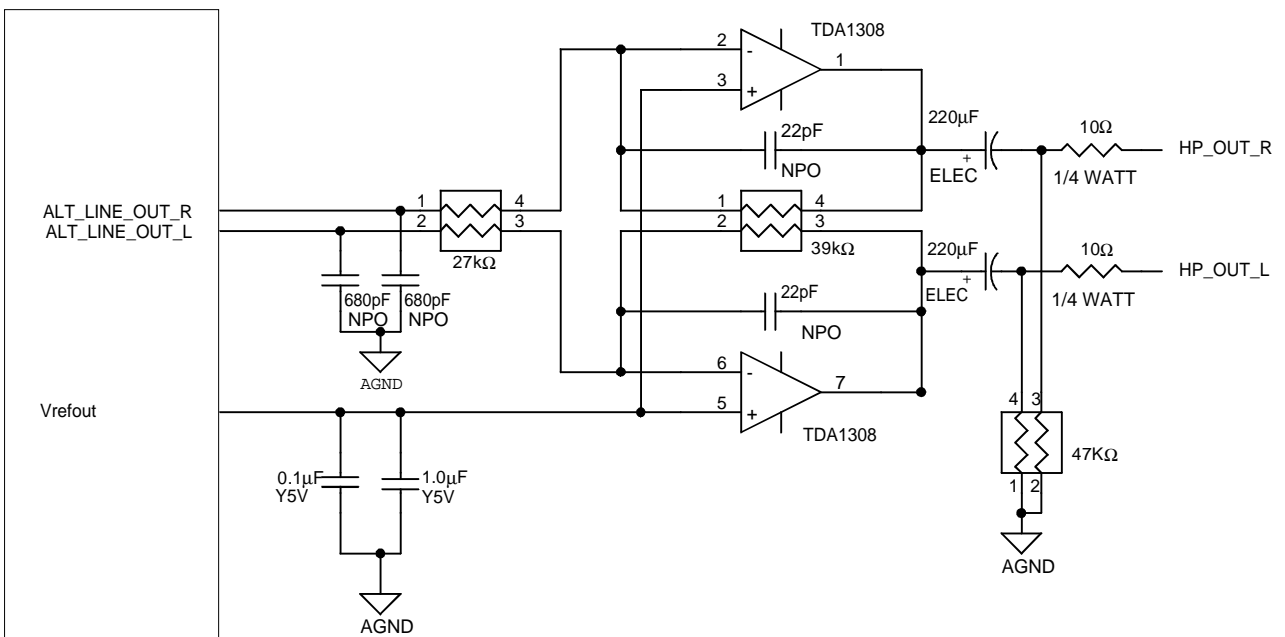 TDA1308
2
-
1
3
+
22pF
NPO
220µF
+
ELEC
10Ω
1/4 WATT
HP_OUT_R
ALT_LINE_OUT_R
ALT_LINE_OUT_L
1
2
4
3
27kΩ
1
2
4
3
39kΩ
680pF
NPO
680pF
NPO
AGND
22pF
NPO
220µF
+
ELEC
10Ω
1/4 WATT
HP_OUT_L
Vrefout
6
-
7
5
+
TDA1308
4
3
47KΩ
1
2
AGND
0.1µF
Y5V
1.0µF
Y5V
AGND